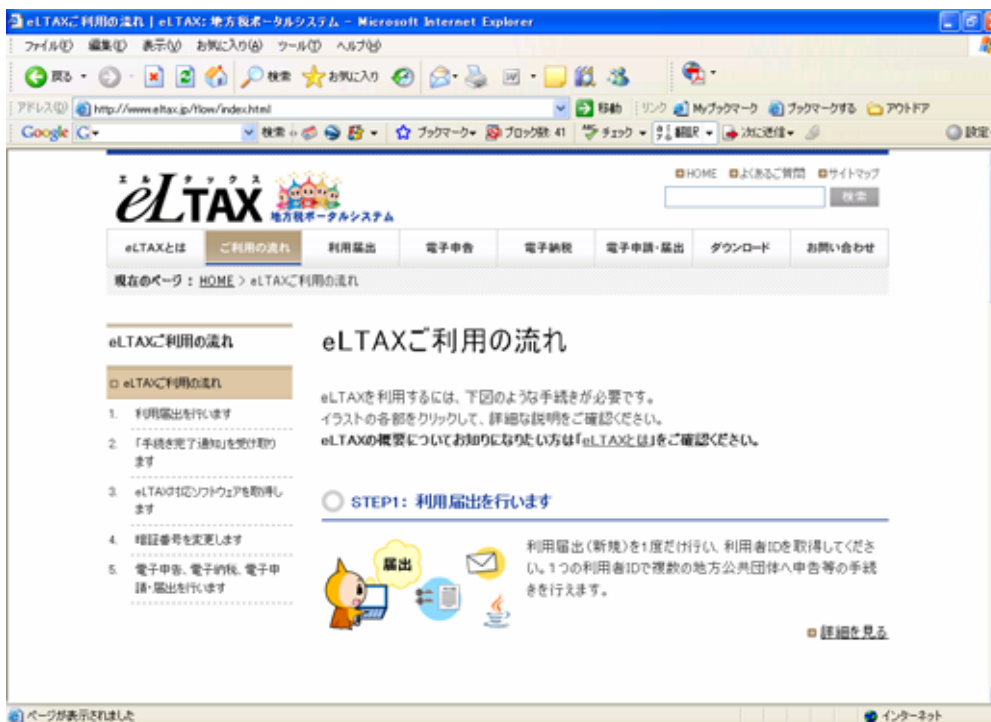 eLTAXご利用の流れ | eLTAX: 地方税ポータルシステム - Microsoft Internet Explorer
ファイル(F) 編集(E) 表示(V) お気に入り(A) ツール(T) ヘルプ(H)
戻る 検索 お気に入り
アドレス(D) http://www.eltax.jp/flow/index.html 移動 リンク Myブックマーク ブックマークする アウトドア
Google G 検索 ブックマーク ブロック数: 41 チェック 翻訳 次に送信 設定
エルタックス
eLTAX
地方税ポータルシステム
HOME よくあるご質問 サイトマップ
検索
eLTAXとは ご利用の流れ 利用届出 電子申告 電子納税 電子申請・届出 ダウンロード お問い合わせ
現在のページ : HOME > eLTAXご利用の流れ
eLTAXご利用の流れ
eLTAXご利用の流れ
1. 利用届出を行います
2. 「手続き完了通知」を受け取り
ます
3. eLTAX対応ソフトウェアを取得し
ます
4. 暗証番号を変更します
5. 電子申告、電子納税、電子申
請・届出を行います
eLTAXご利用の流れ
eLTAXを利用するには、下図のような手続きが必要です。
イラストの各部をクリックして、詳細な説明をご確認ください。
eLTAXの概要についてお知りになりたい方は「eLTAXとは」をご確認ください。
STEP1: 利用届出を行います
届出
利用届出(新規)を1度だけ行い、利用者IDを取得してくださ
い。1つの利用者IDで複数の地方公共団体へ申告等の手続
きを行えます。
詳細を見る
ページが表示されました インターネット